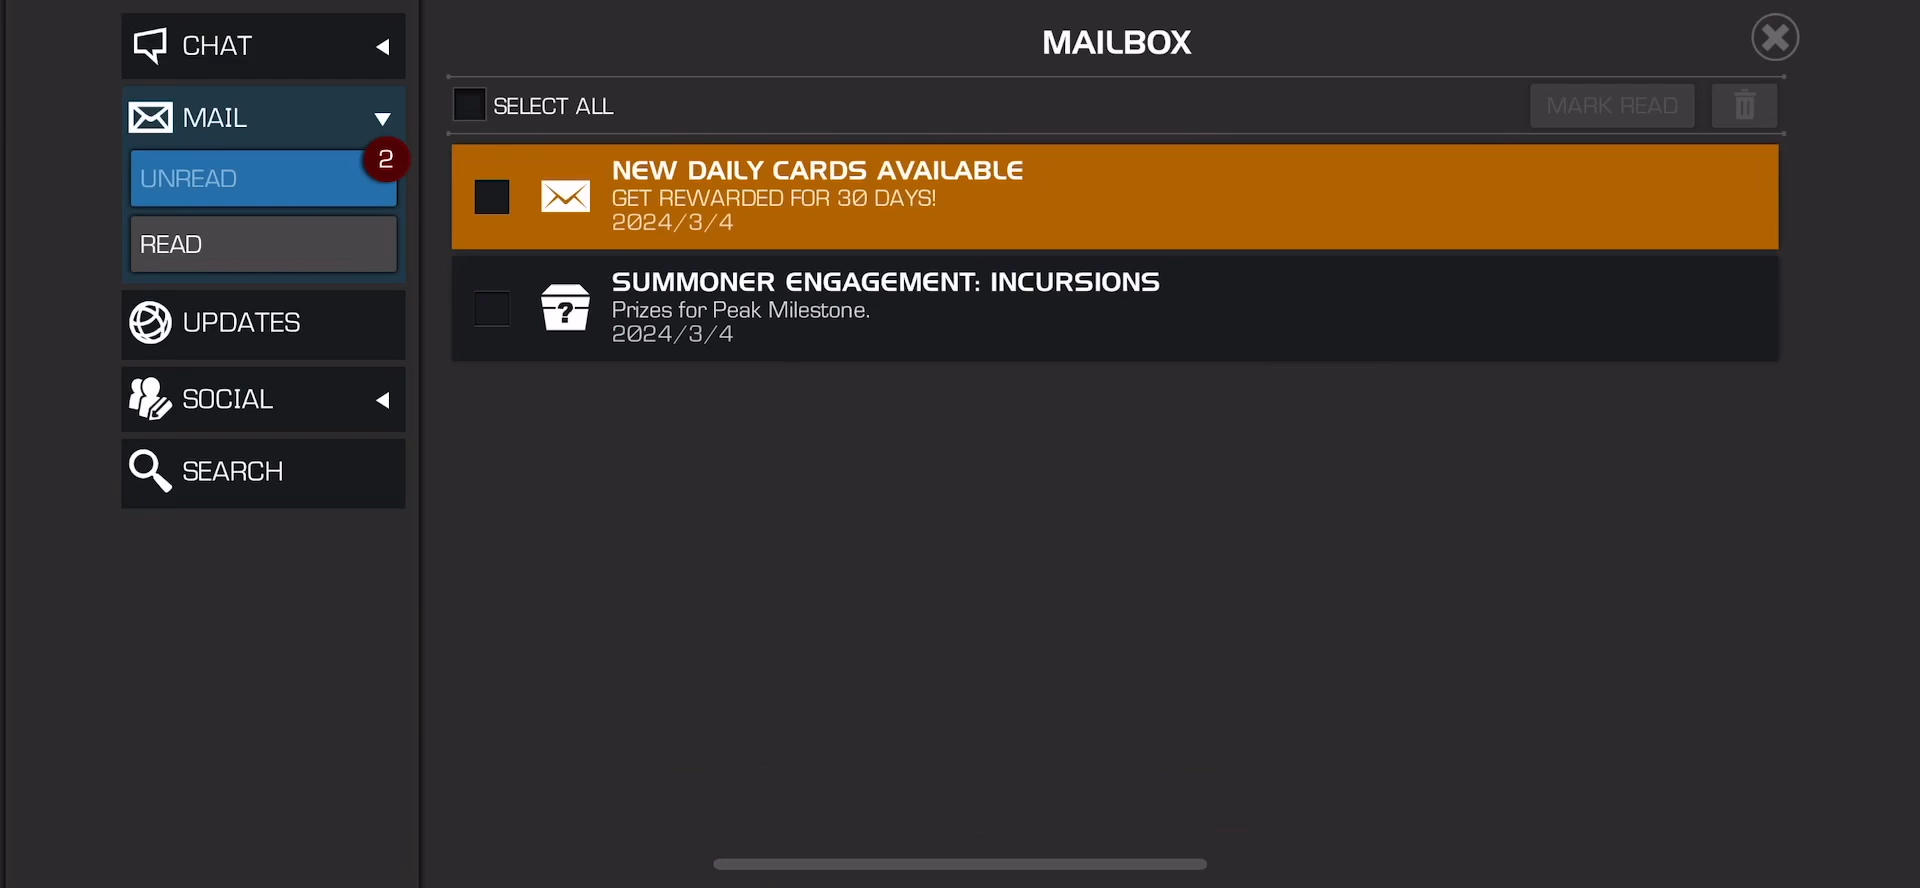 CHAT
MAIL
2
UNREAD
READ
UPDATES
SOCIAL
SEARCH
MAILBOX
SELECT ALL
MARK READ
NEW DAILY CARDS AVAILABLE
GET REWARDED FOR 30 DAYS!
2024/3/4
?
SUMMONER ENGAGEMENT: INCURSIONS
Prizes for Peak Milestone.
2024/3/4